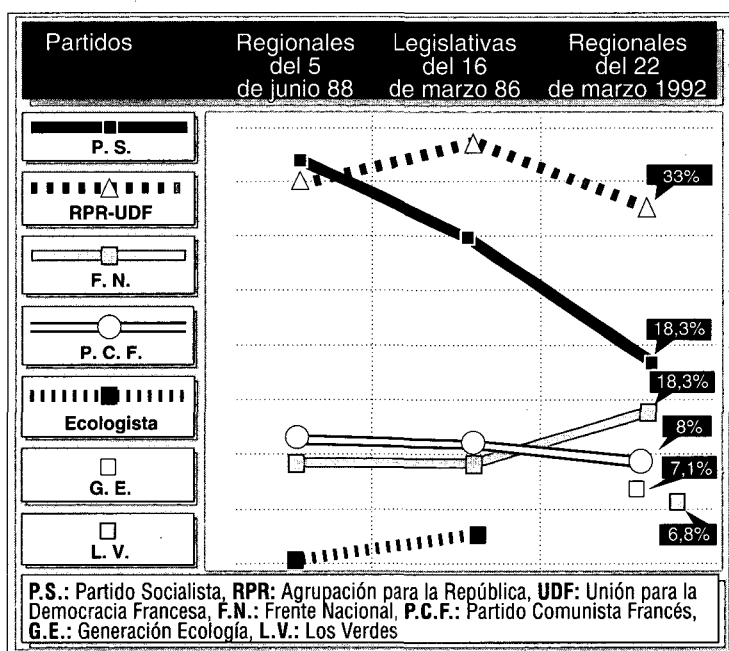 Partidos
Regionales
del 5
de junio 88
Legislativas
del 16
de marzo 86
Regionales
del 22
de marzo 1992
P. S.
RPR-UDF
F. N.
P. C. F.
Ecologista
G. E.
L. V.
33%
18,3%
18,3%
8%
7,1%
6,8%
P.S.: Partido Socialista, RPR: Agrupación para la República, UDF: Unión para la
Democracia Francesa, F.N.: Frente Nacional, P.C.F.: Partido Comunista Francés,
G.E.: Generación Ecología, L.V.: Los Verdes